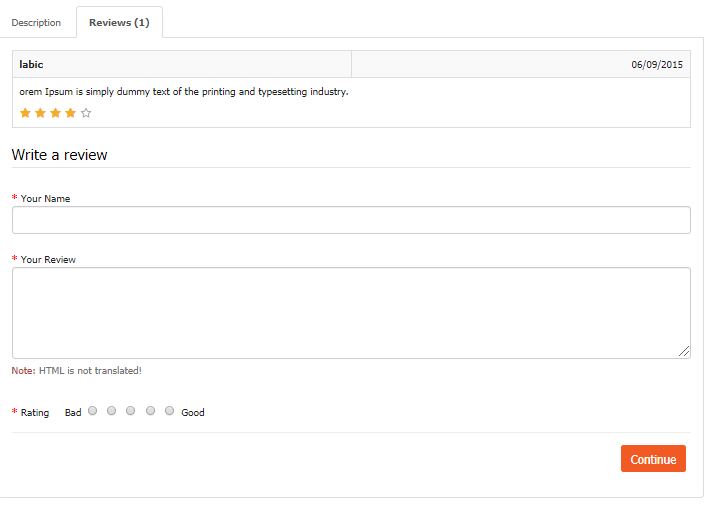 Description Reviews (1)
labic 06/09/2015
orem Ipsum is simply dummy text of the printing and typesetting industry.
Write a review
* Your Name
* Your Review
Note: HTML is not translated!
* Rating Bad Good
Continue